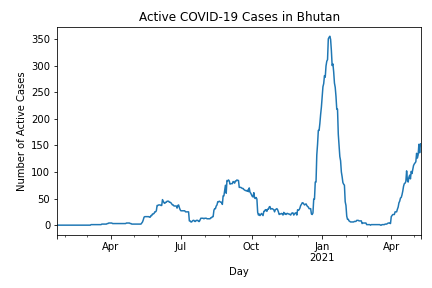 Active COVID-19 Cases in Bhutan
Number of Active Cases
350
300
250
200
150
100
50
0
Apr Jul Oct Jan Apr
2021
Day